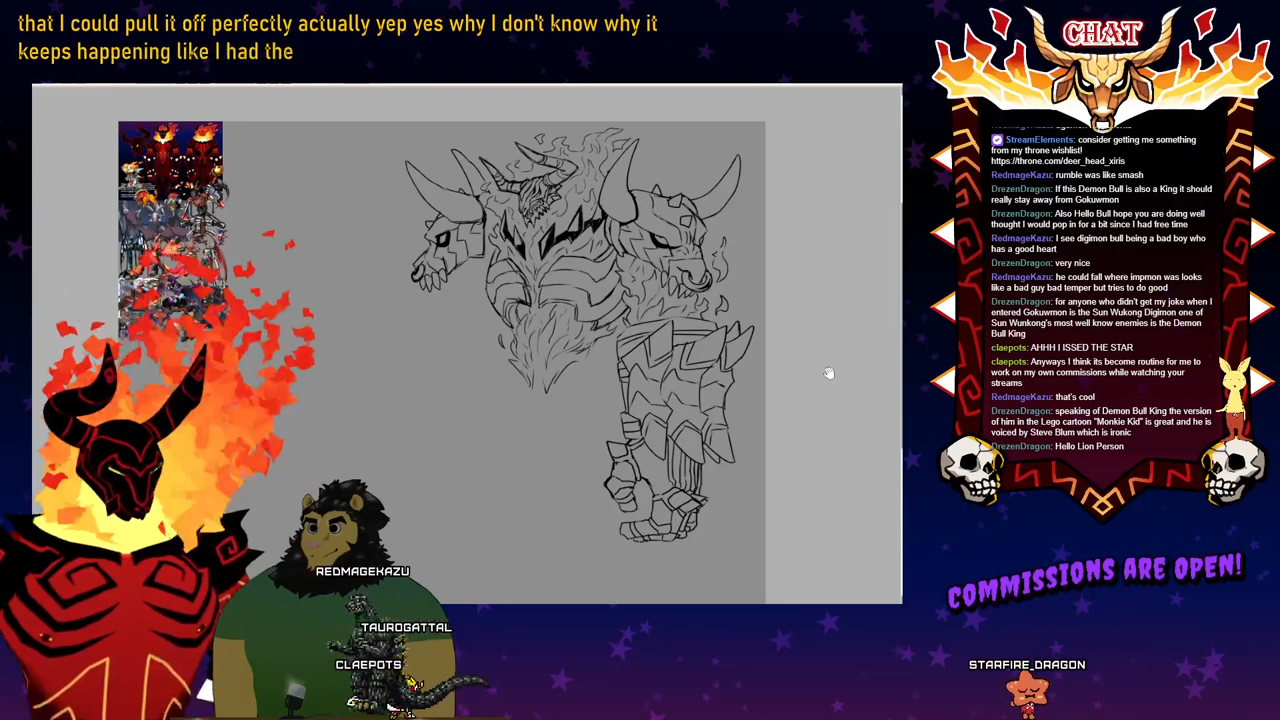 that I could pull it off perfectly actually yep yes why I don't know why it
keeps happening like I had the
CHAT
StreamElements: consider getting me something
from my throne wishlist!
https://throne.com/deer_head_xiris
RedmageKazu: rumble was like smash
DrezenDragon: If this Demon Bull is also a King it should
really stay away from Gokuwmon
DrezenDragon: Also Hello Bull hope you are doing well
thought I would pop in for a bit since I had free time
RedmageKazu: I see digimon bull being a bad boy who
has a good heart
DrezenDragon: very nice
RedmageKazu: he could fall where impmon was looks
like a bad guy bad temper but tries to do good
DrezenDragon: for anyone who didn't get my joke when I
entered Gokuwmon is the Sun Wukong Digimon one of
Sun Wunkong's most well know enemies is the Demon
Bull King
claepots: AHHH I ISSED THE STAR
claepots: Anyways I think its become routine for me to
work on my own commissions while watching your
streams
RedmageKazu: that's cool
DrezenDragon: speaking of Demon Bull King the version
of him in the Lego cartoon "Monkie Kid" is great and he is
voiced by Steve Blum which is ironic
DrezenDragon: Hello Lion Person
COMMISSIONS ARE OPEN!
REDMAGEKAZU
TAUROGATTAL
CLAEPOTS
STARFIRE_DRAGON